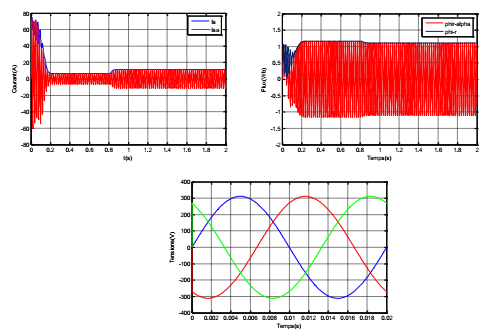 80
60
40
20
0
-20
-40
-60
-80
Courant(A)
Is
Isa
0 0.2 0.4 0.6 0.8 1 1.2 1.4 1.6 1.8 2
t(s)
2
1.5
1
0.5
0
-0.5
-1
-1.5
-2
Flux(Wb)
phir-alpha
phi-r
0 0.2 0.4 0.6 0.8 1 1.2 1.4 1.6 1.8 2
Temps(s)
400
300
200
100
0
-100
-200
-300
-400
Tensions(V)
0 0.002 0.004 0.006 0.008 0.01 0.012 0.014 0.016 0.018 0.02
Temps(s)